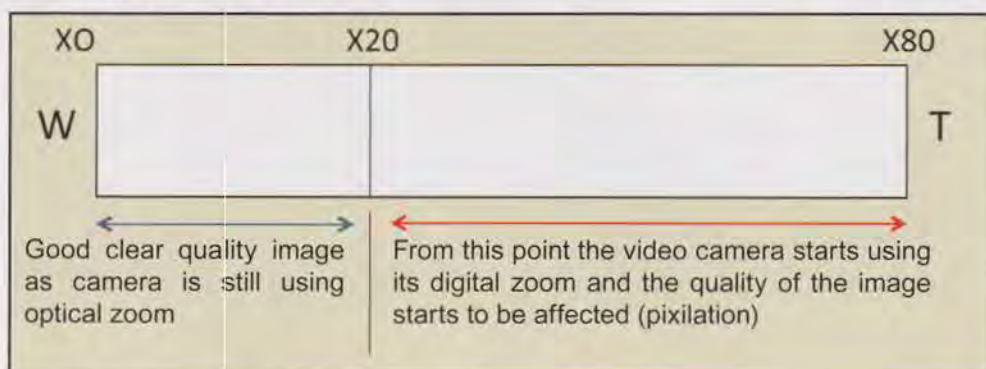 XO X20 X80
W T
Good clear quality image
as camera is still using
optical zoom
From this point the video camera starts using
its digital zoom and the quality of the image
starts to be affected (pixilation)